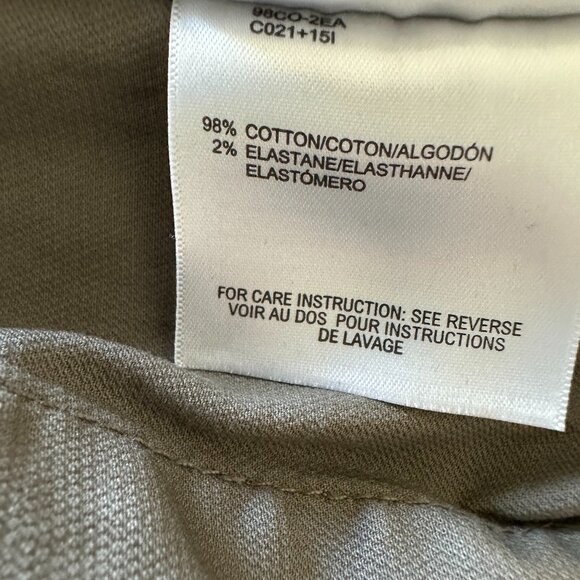 98CO-2EA
C021+15I
98% COTTON/COTON/ALGODÓN
2% ELASTANE/ELASTHANNE/
ELASTÓMERO
FOR CARE INSTRUCTION: SEE REVERSE
VOIR AU DOS POUR INSTRUCTIONS
DE LAVAGE